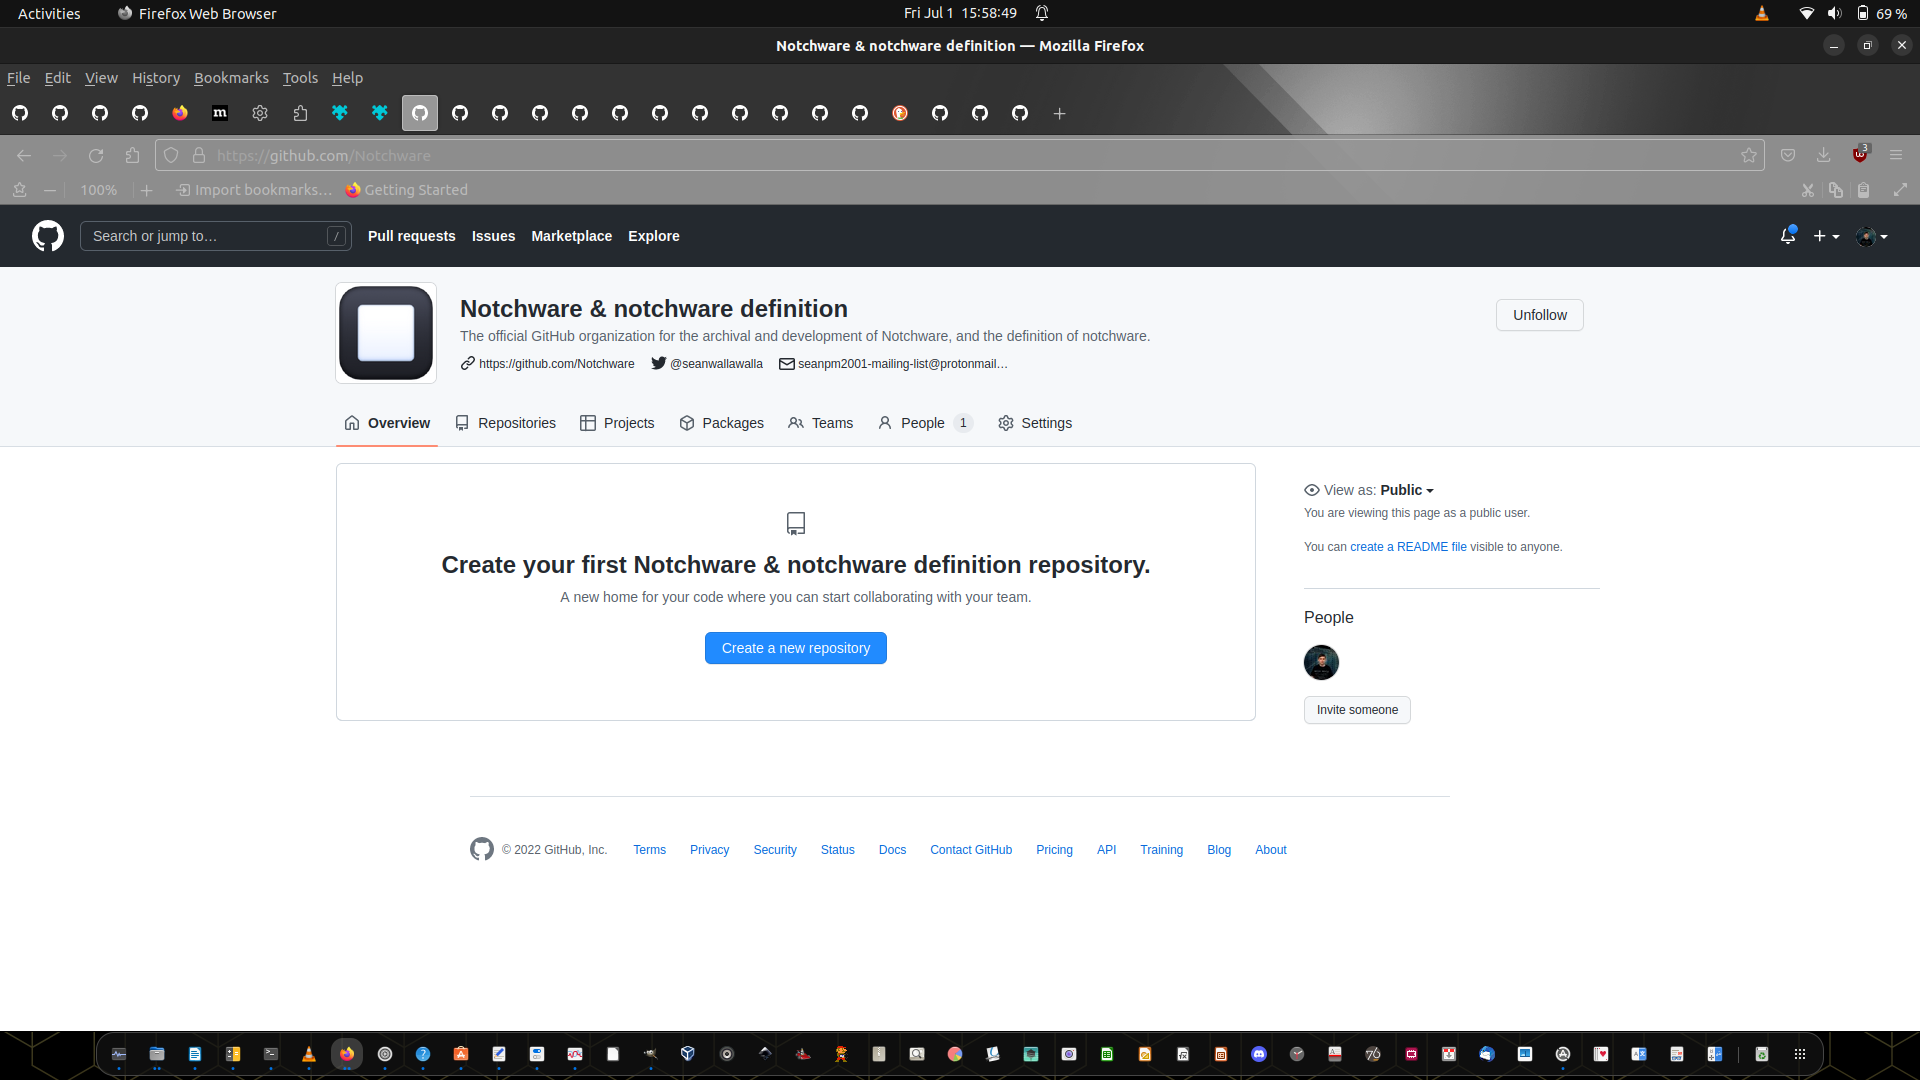 Activities
Firefox Web Browser
Fri Jul 1 15:58:49
69 %
Notchware & notchware definition — Mozilla Firefox
File Edit View History Bookmarks Tools Help
https://github.com/Notchware
3
100%
Import bookmarks…
Getting Started
Search or jump to…
/
Pull requests
Issues
Marketplace
Explore
Notchware & notchware definition
Unfollow
The official GitHub organization for the archival and development of Notchware, and the definition of notchware.
https://github.com/Notchware
@seanwallawalla
seanpm2001-mailing-list@protonmail…
Overview
Repositories
Projects
Packages
Teams
People 1
Settings
View as: Public
You are viewing this page as a public user.
You can create a README file visible to anyone.
Create your first Notchware & notchware definition repository.
A new home for your code where you can start collaborating with your team.
Create a new repository
People
Invite someone
© 2022 GitHub, Inc.
Terms
Privacy
Security
Status
Docs
Contact GitHub
Pricing
API
Training
Blog
About